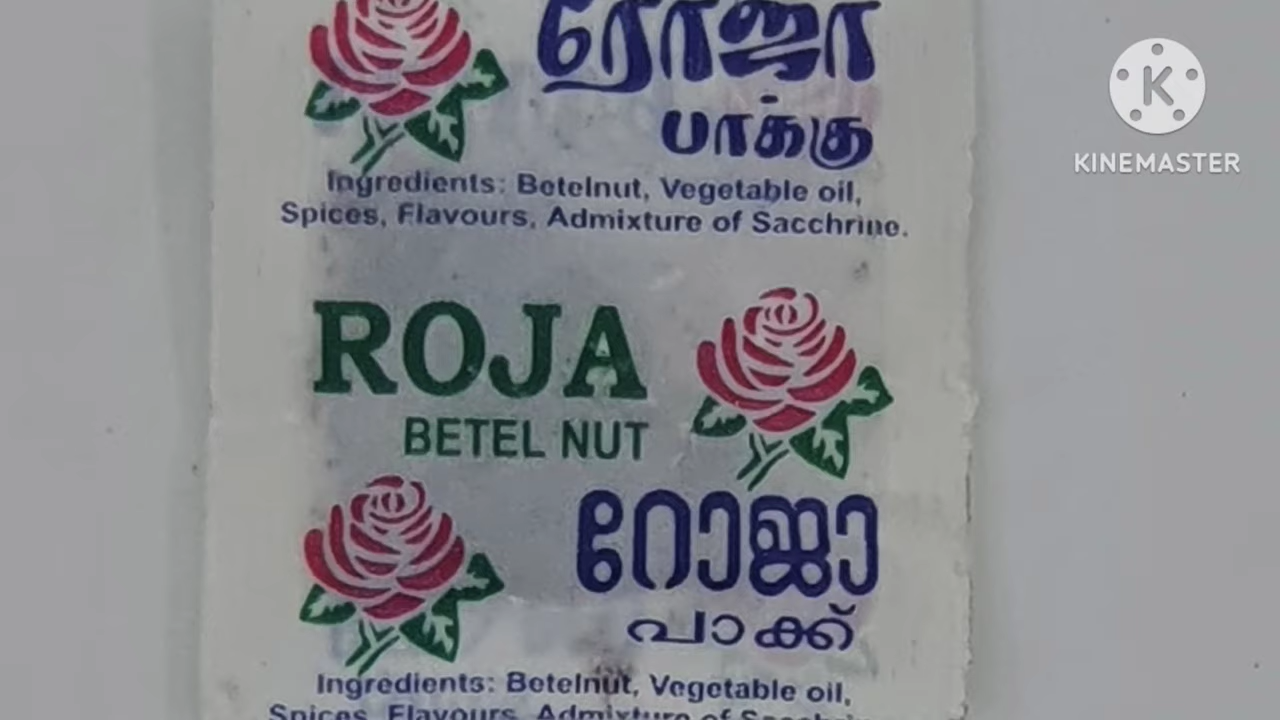 ரோஜா
பாக்கு
Ingredients: Betelnut, Vegetable oil,
Spices, Flavours, Admixture of Sacchrine.
ROJA
BETEL NUT
റോജാ
പാക്ക്
Ingredients: Betelnut, Vegetable oil,
Spices, Flavours, Admixture of
K
KINEMASTER